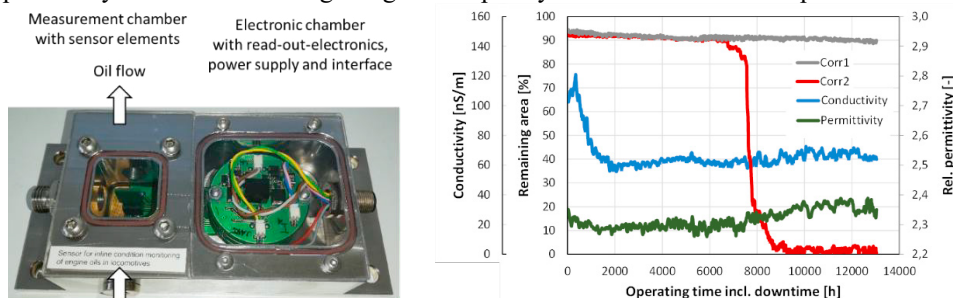 Measurement chamber
with sensor elements
Oil flow
Electronic chamber
with read-out-electronics,
power supply and interface
Sensor for inline condition monitoring
of engine oils in locomotives
Conductivity [nS/m]
160
140
120
100
80
60
40
20
0
Remaining area [%]
100
90
80
70
60
50
40
30
20
10
0
Corr1
Corr2
Conductivity
Permittivity
3,0
2,9
2,8
2,7
2,6
2,5
2,4
2,3
2,2
Rel. permittivity [-]
0 2000 4000 6000 8000 10000 12000 14000
Operating time incl. downtime [h]